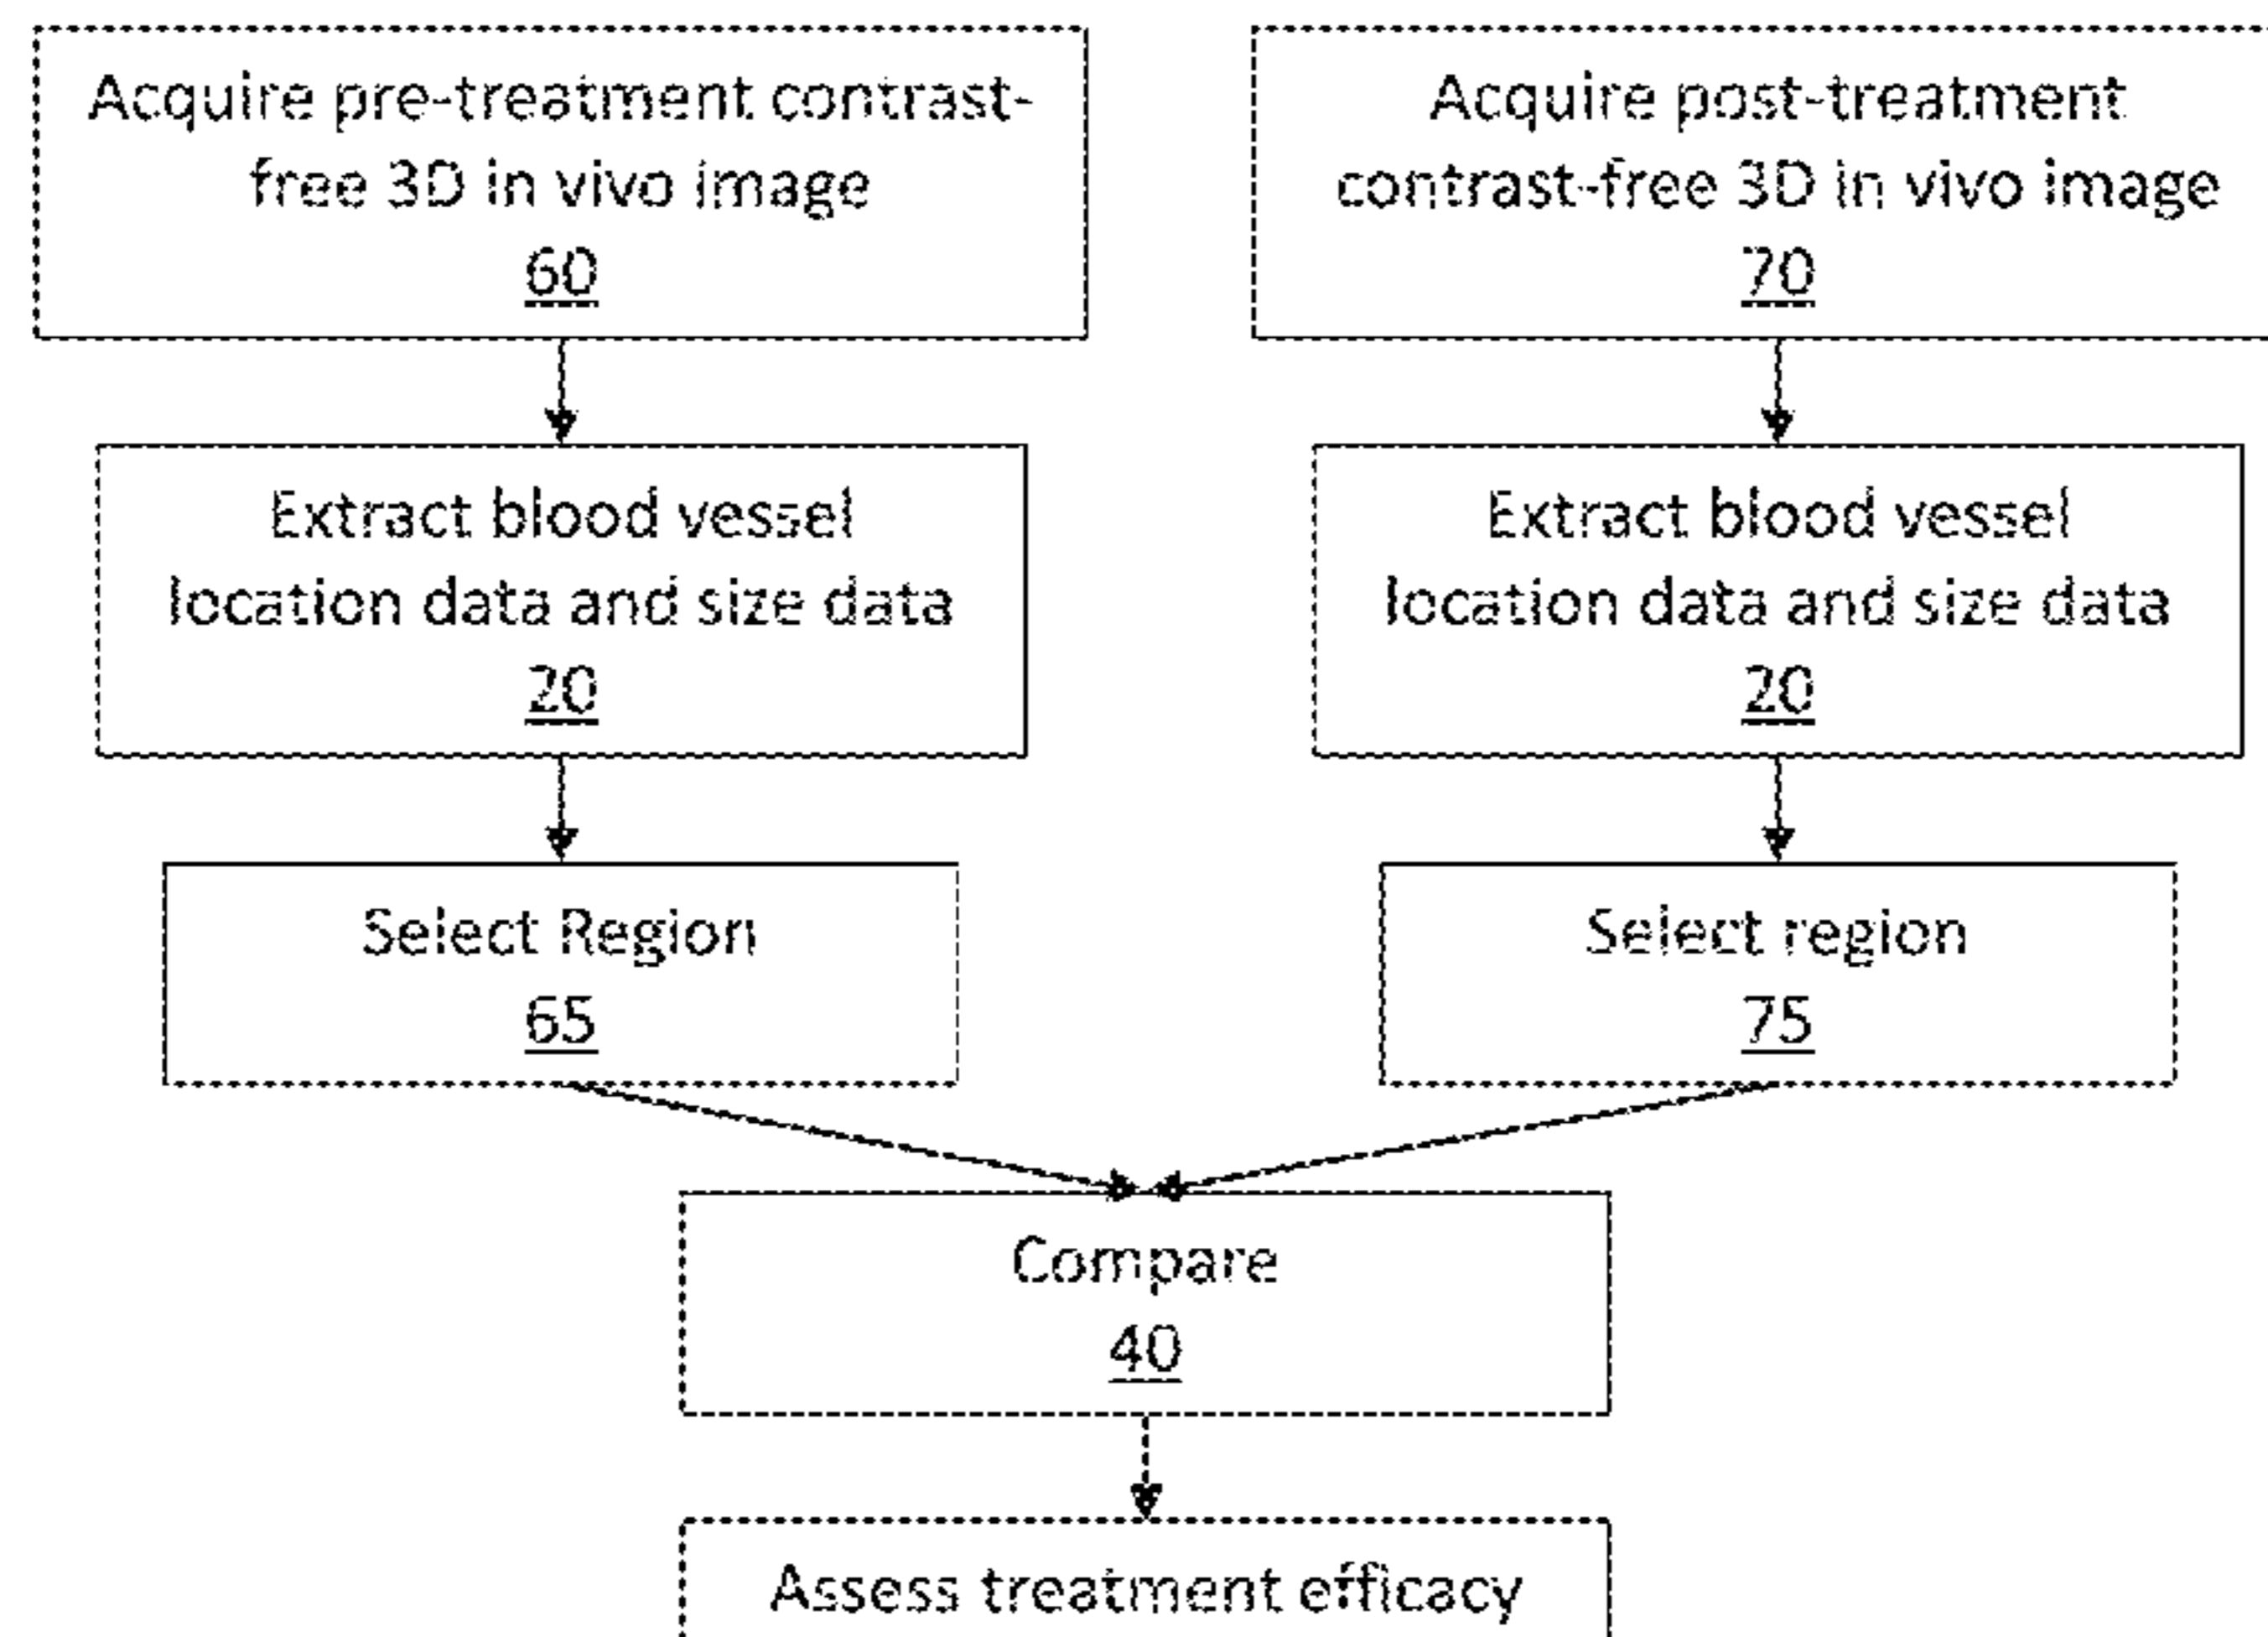 Acquire pre-treatment contrast-
free 3D in vivo image
60
Acquire post-treatment
contrast-free 3D in vivo image
70
Extract blood vessel
location data and size data
20
Extract blood vessel
location data and size data
20
Select Region
65
Select region
75
Compare
40
Assess treatment efficacy